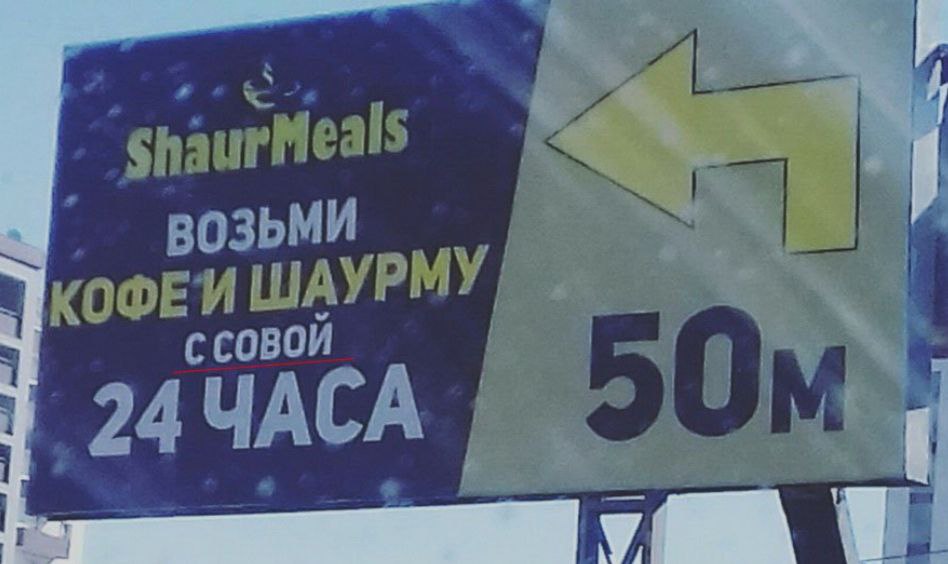 ShaurMeals
ВОЗЬМИ
КОФЕ И ШАУРМУ
С СОВОЙ
24 ЧАСА
50М